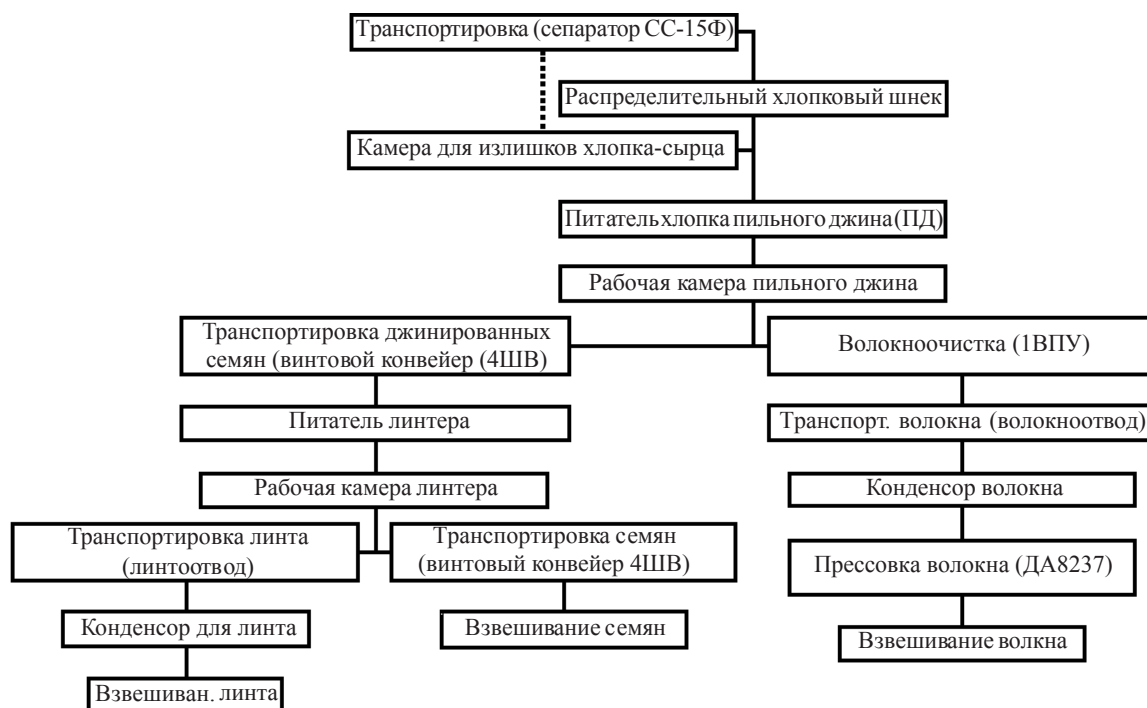 Транспортировка (сепаратор СС-15Ф)
Распределительный хлопковый шнек
Камера для излишков хлопка-сырца
Питатель хлопка пильного джина (ПД)
Рабочая камера пильного джина
Транспортировка джинированных
семян (винтовой конвейер (4ШВ)
Волокноочистка (1ВПУ)
Питатель линтера
Транспорт. волокна (волокноотвод)
Рабочая камера линтера
Конденсор волокна
Транспортировка линта
(линтоотвод)
Транспортировка семян
(винтовый конвейер 4ШВ)
Прессовка волокна (ДА8237)
Конденсор для линта
Взвешивание семян
Взвешивание волкна
Взвешиван. линта